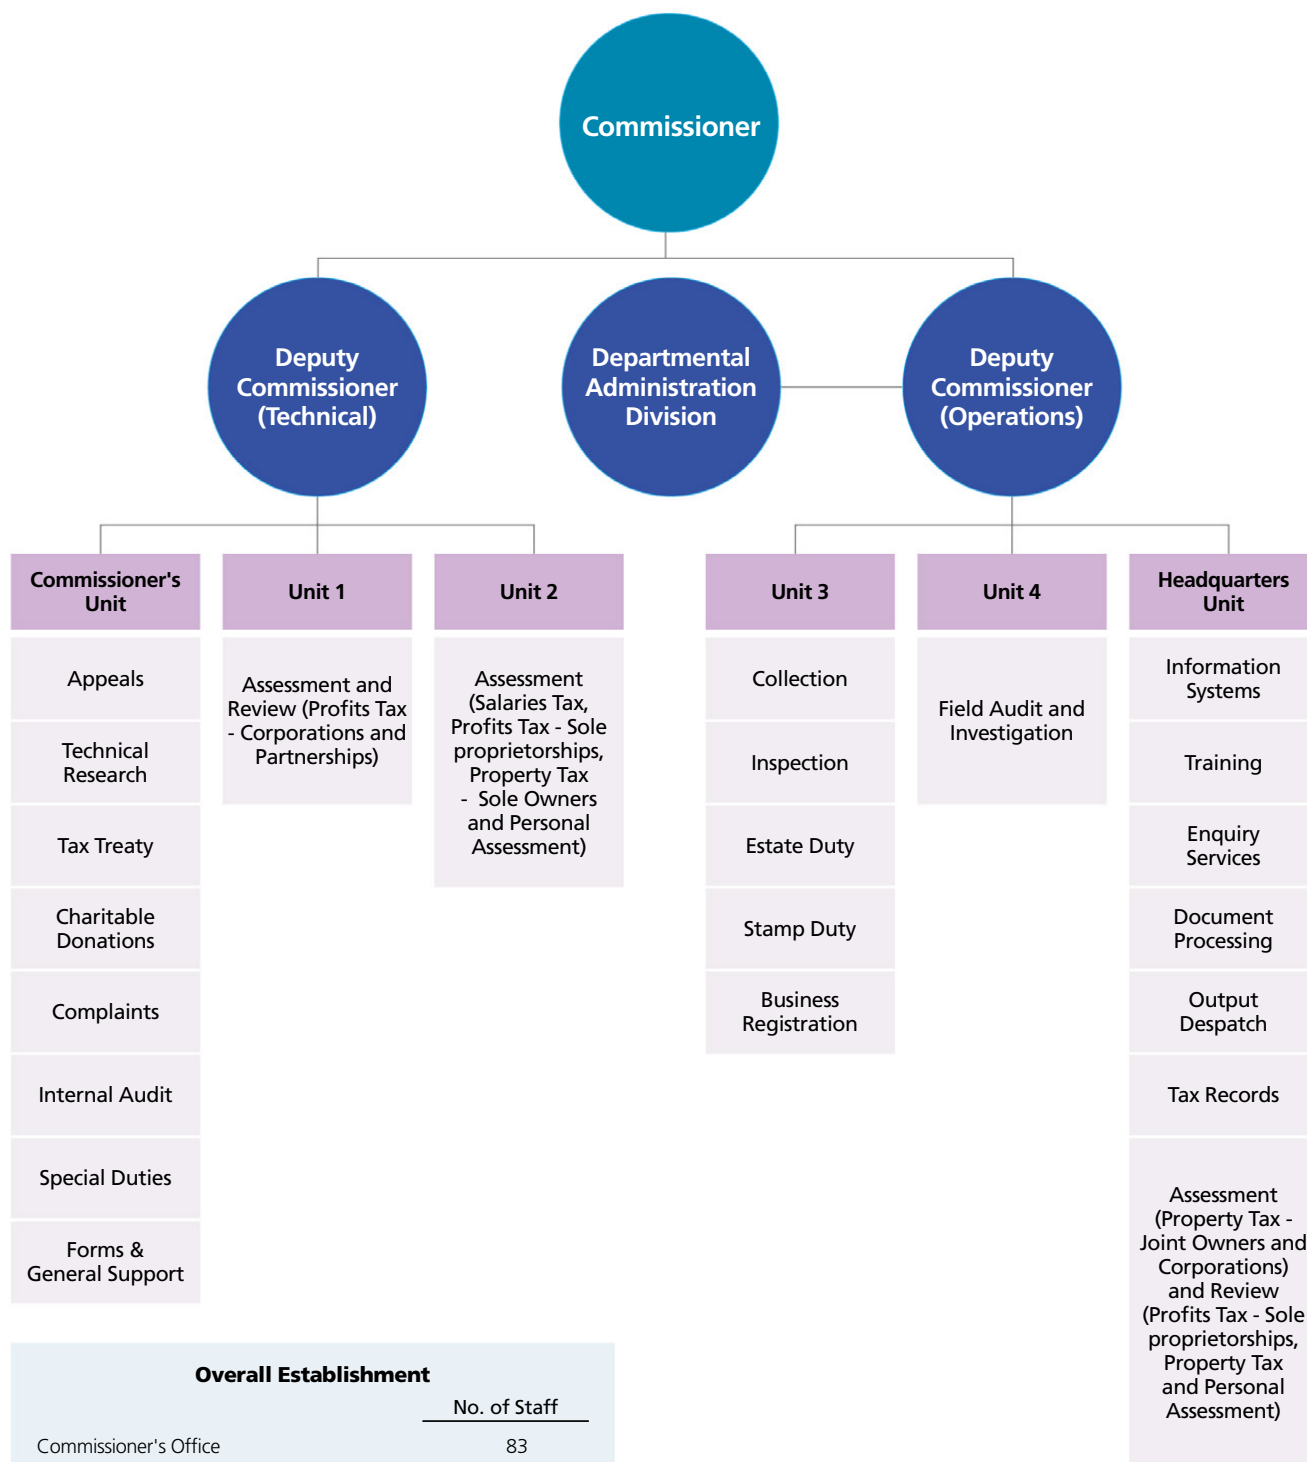 Commissioner
Deputy
Commissioner
(Technical)
Departmental
Administration
Division
Deputy
Commissioner
(Operations)
Commissioner's
Unit
Appeals
Technical
Research
Tax Treaty
Charitable
Donations
Complaints
Internal Audit
Special Duties
Forms &
General Support
Unit 1
Assessment and
Review (Profits Tax
- Corporations and
Partnerships)
Unit 2
Assessment
(Salaries Tax,
Profits Tax - Sole
proprietorships,
Property Tax
- Sole Owners
and Personal
Assessment)
Unit 3
Collection
Inspection
Estate Duty
Stamp Duty
Business
Registration
Unit 4
Field Audit and
Investigation
Headquarters
Unit
Information
Systems
Training
Enquiry
Services
Document
Processing
Output
Despatch
Tax Records
Assessment
(Property Tax -
Joint Owners and
Corporations)
and Review
(Profits Tax - Sole
proprietorships,
Property Tax
and Personal
Assessment)
Overall Establishment
No. of Staff
Commissioner's Office 83